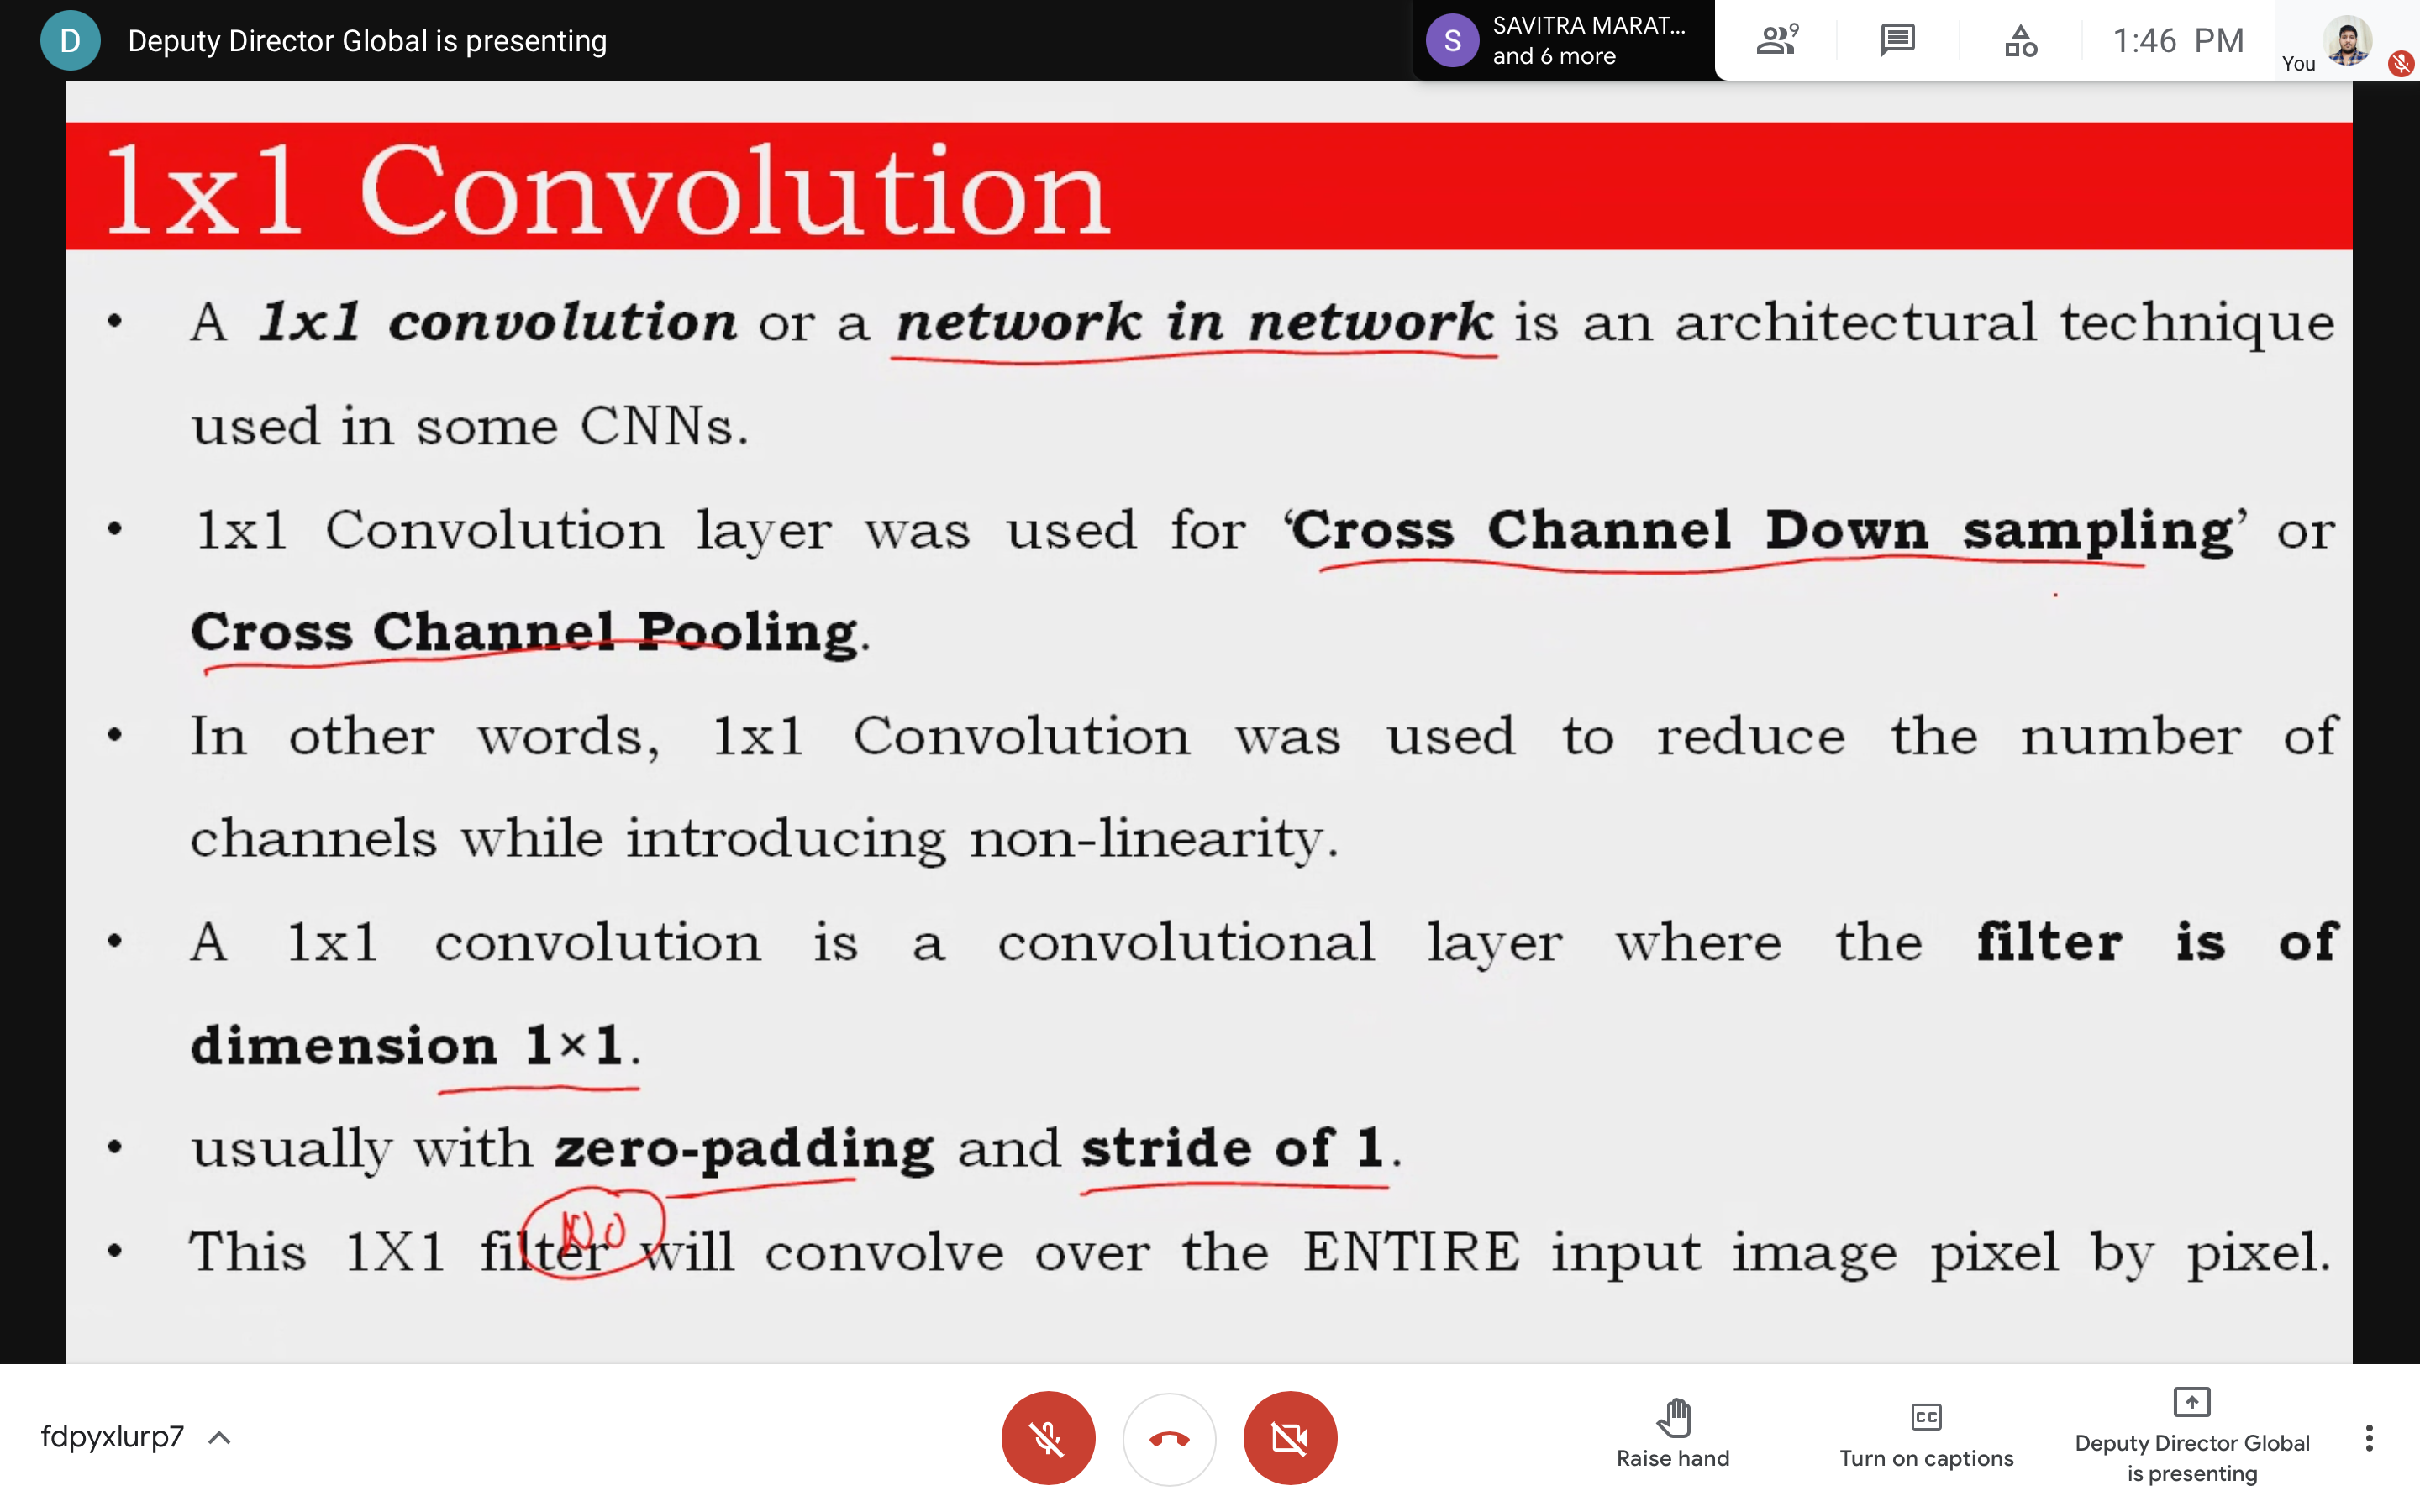 D Deputy Director Global is presenting
S SAVITRA MARAT...
and 6 more
9
1:46 PM
You
1x1 Convolution
• A 1x1 convolution or a network in network is an architectural technique
used in some CNNs.
• 1x1 Convolution layer was used for ‘Cross Channel Down sampling’ or
Cross Channel Pooling.
• In other words, 1x1 Convolution was used to reduce the number of
channels while introducing non-linearity.
• A 1x1 convolution is a convolutional layer where the filter is of
dimension 1×1.
• usually with zero-padding and stride of 1.
NO
• This 1X1 filter will convolve over the ENTIRE input image pixel by pixel.
fdpyxlurp7
Raise hand
CC
Turn on captions
Deputy Director Global
is presenting